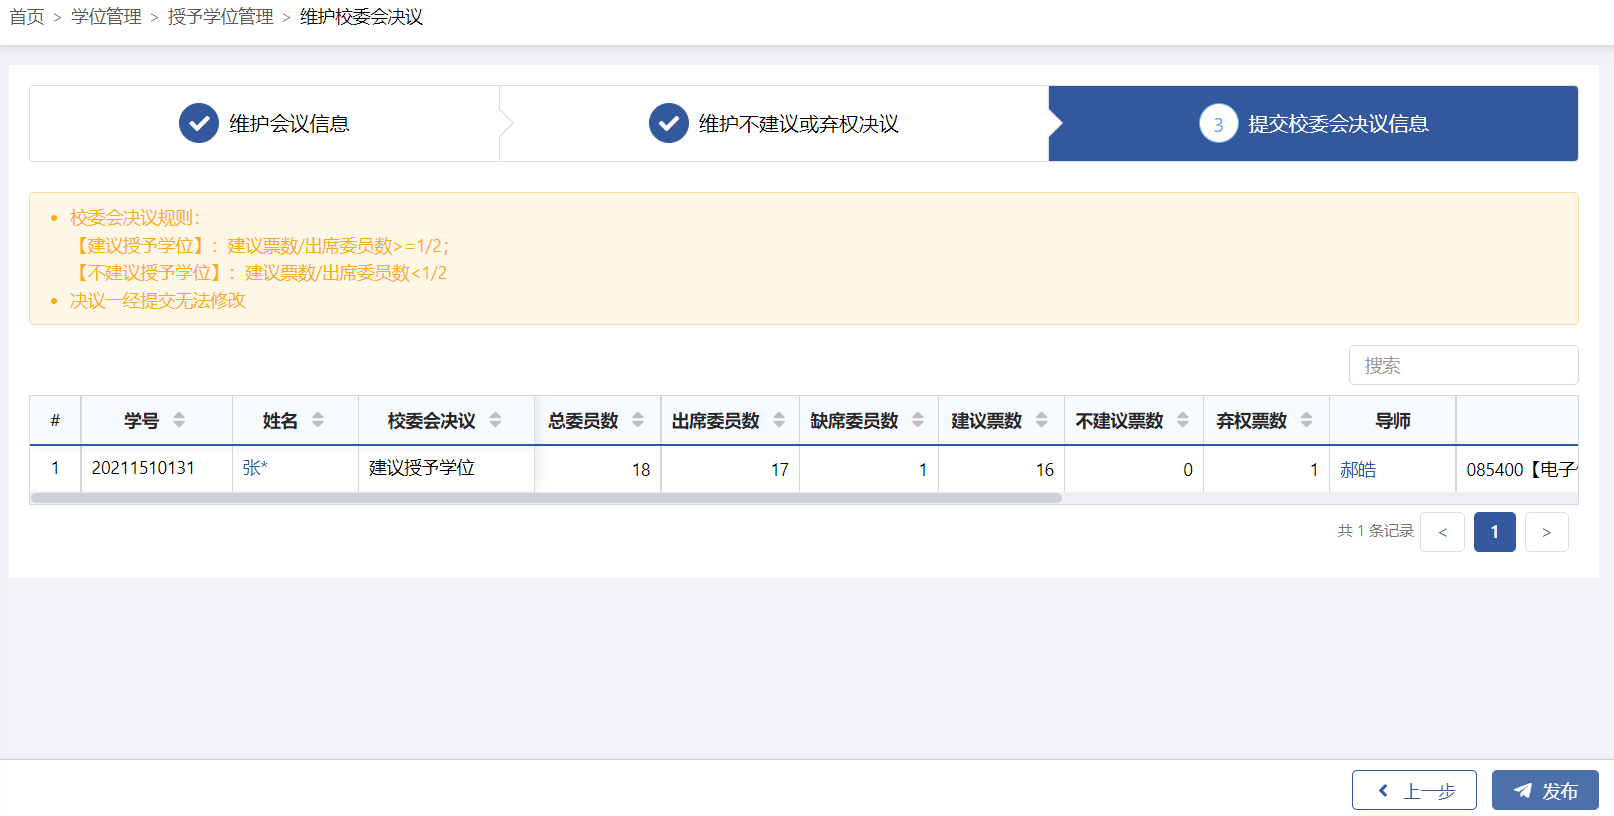 首页 > 学位管理 > 授予学位管理 > 维护校委会决议
维护会议信息
维护不建议或弃权决议
3 提交校委会决议信息
• 校委会决议规则：
【建议授予学位】：建议票数/出席委员数>=1/2；
【不建议授予学位】：建议票数/出席委员数<1/2
• 决议一经提交无法修改
搜索
# 学号 姓名 校委会决议 总委员数 出席委员数 缺席委员数 建议票数 不建议票数 弃权票数 导师
1 20211510131 张* 建议授予学位 18 17 1 16 0 1 郝皓 085400【电子
共 1 条记录 < 1 >
上一步 发布